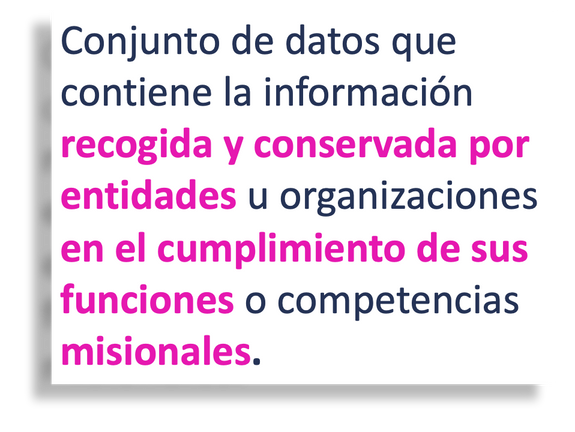 Conjunto de datos que
contiene la información
recogida y conservada por
entidades u organizaciones
en el cumplimiento de sus
funciones o competencias
misionales.